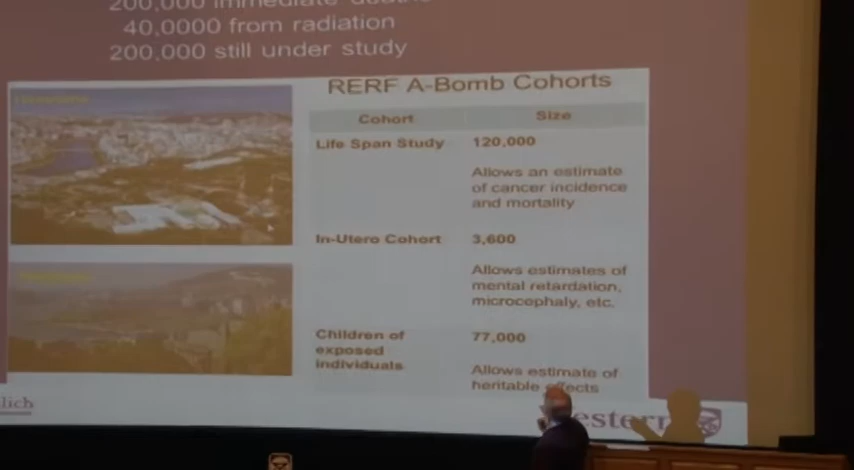 200,000 immediate deaths
40,0000 from radiation
200,000 still under study
RERF A-Bomb Cohorts
Cohort Size
Life Span Study 120,000
Allows an estimate
of cancer incidence
and mortality
In-Utero Cohort 3,600
Allows estimates of
mental retardation,
microcephaly, etc.
Children of 77,000
exposed
individuals
Allows estimate of
heritable effects